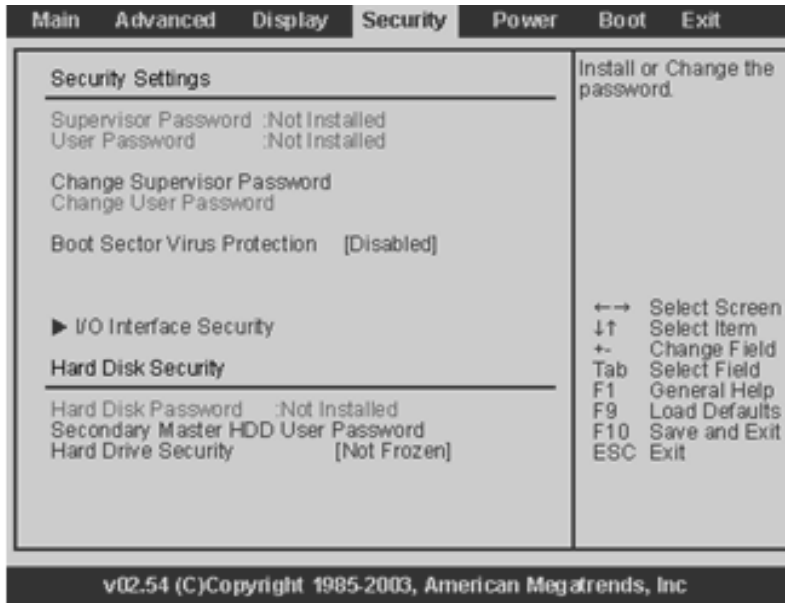 Main Advanced Display Security Power Boot Exit
Security Settings
Supervisor Password :Not Installed
User Password :Not Installed
Change Supervisor Password
Change User Password
Boot Sector Virus Protection [Disabled]
▶ I/O Interface Security
Hard Disk Security
Hard Disk Password :Not Installed
Secondary Master HDD User Password
Hard Drive Security [Not Frozen]
Install or Change the
password.
←→ Select Screen
↓↑ Select Item
+- Change Field
Tab Select Field
F1 General Help
F9 Load Defaults
F10 Save and Exit
ESC Exit
v02.54 (C)Copyright 1985-2003, American Megatrends, Inc